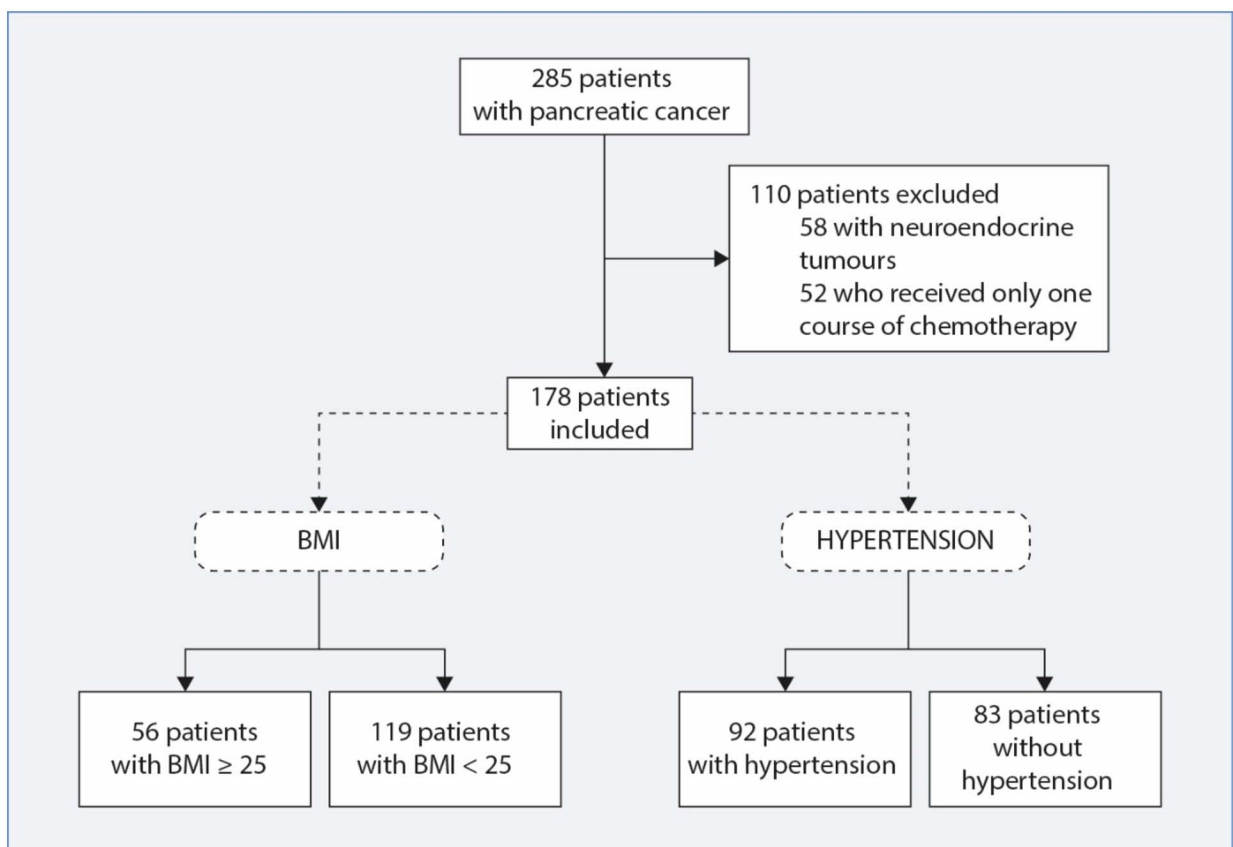 285 patients
with pancreatic cancer
110 patients excluded
58 with neuroendocrine
tumours
52 who received only one
course of chemotherapy
178 patients
included
BMI
HYPERTENSION
56 patients
with BMI ≥ 25
119 patients
with BMI < 25
92 patients
with hypertension
83 patients
without
hypertension